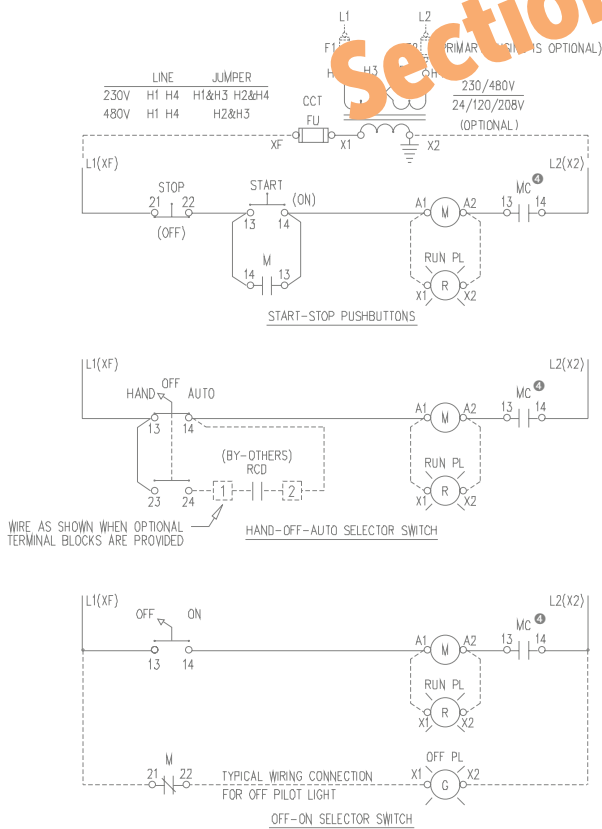 Section
L1 L2
F1
PRIMARY FUSING IS OPTIONAL)
H3
LINE JUMPER
230V H1 H4 H1&H3 H2&H4
480V H1 H4 H2&H3
230/480V
24/120/208V
(OPTIONAL)
CCT
FU
XF X1 X2
L1(XF) L2(X2)
STOP START MC 4
21 22 (ON) A1 M A2 13 14
(OFF) 13 14
M RUN PL
14 13 X1 R X2
START-STOP PUSHBUTTONS
L1(XF) L2(X2)
HAND OFF AUTO MC 4
13 14 A1 M A2 13 14
(BY-OTHERS) RUN PL
RCD
23 24 1 2 X1 R X2
WIRE AS SHOWN WHEN OPTIONAL
TERMINAL BLOCKS ARE PROVIDED
HAND-OFF-AUTO SELECTOR SWITCH
L1(XF) L2(X2)
OFF ON MC 4
13 14 A1 M A2 13 14
RUN PL
X1 R X2
M OFF PL
21 22 TYPICAL WIRING CONNECTION X1 G X2
FOR OFF PILOT LIGHT
OFF-ON SELECTOR SWITCH